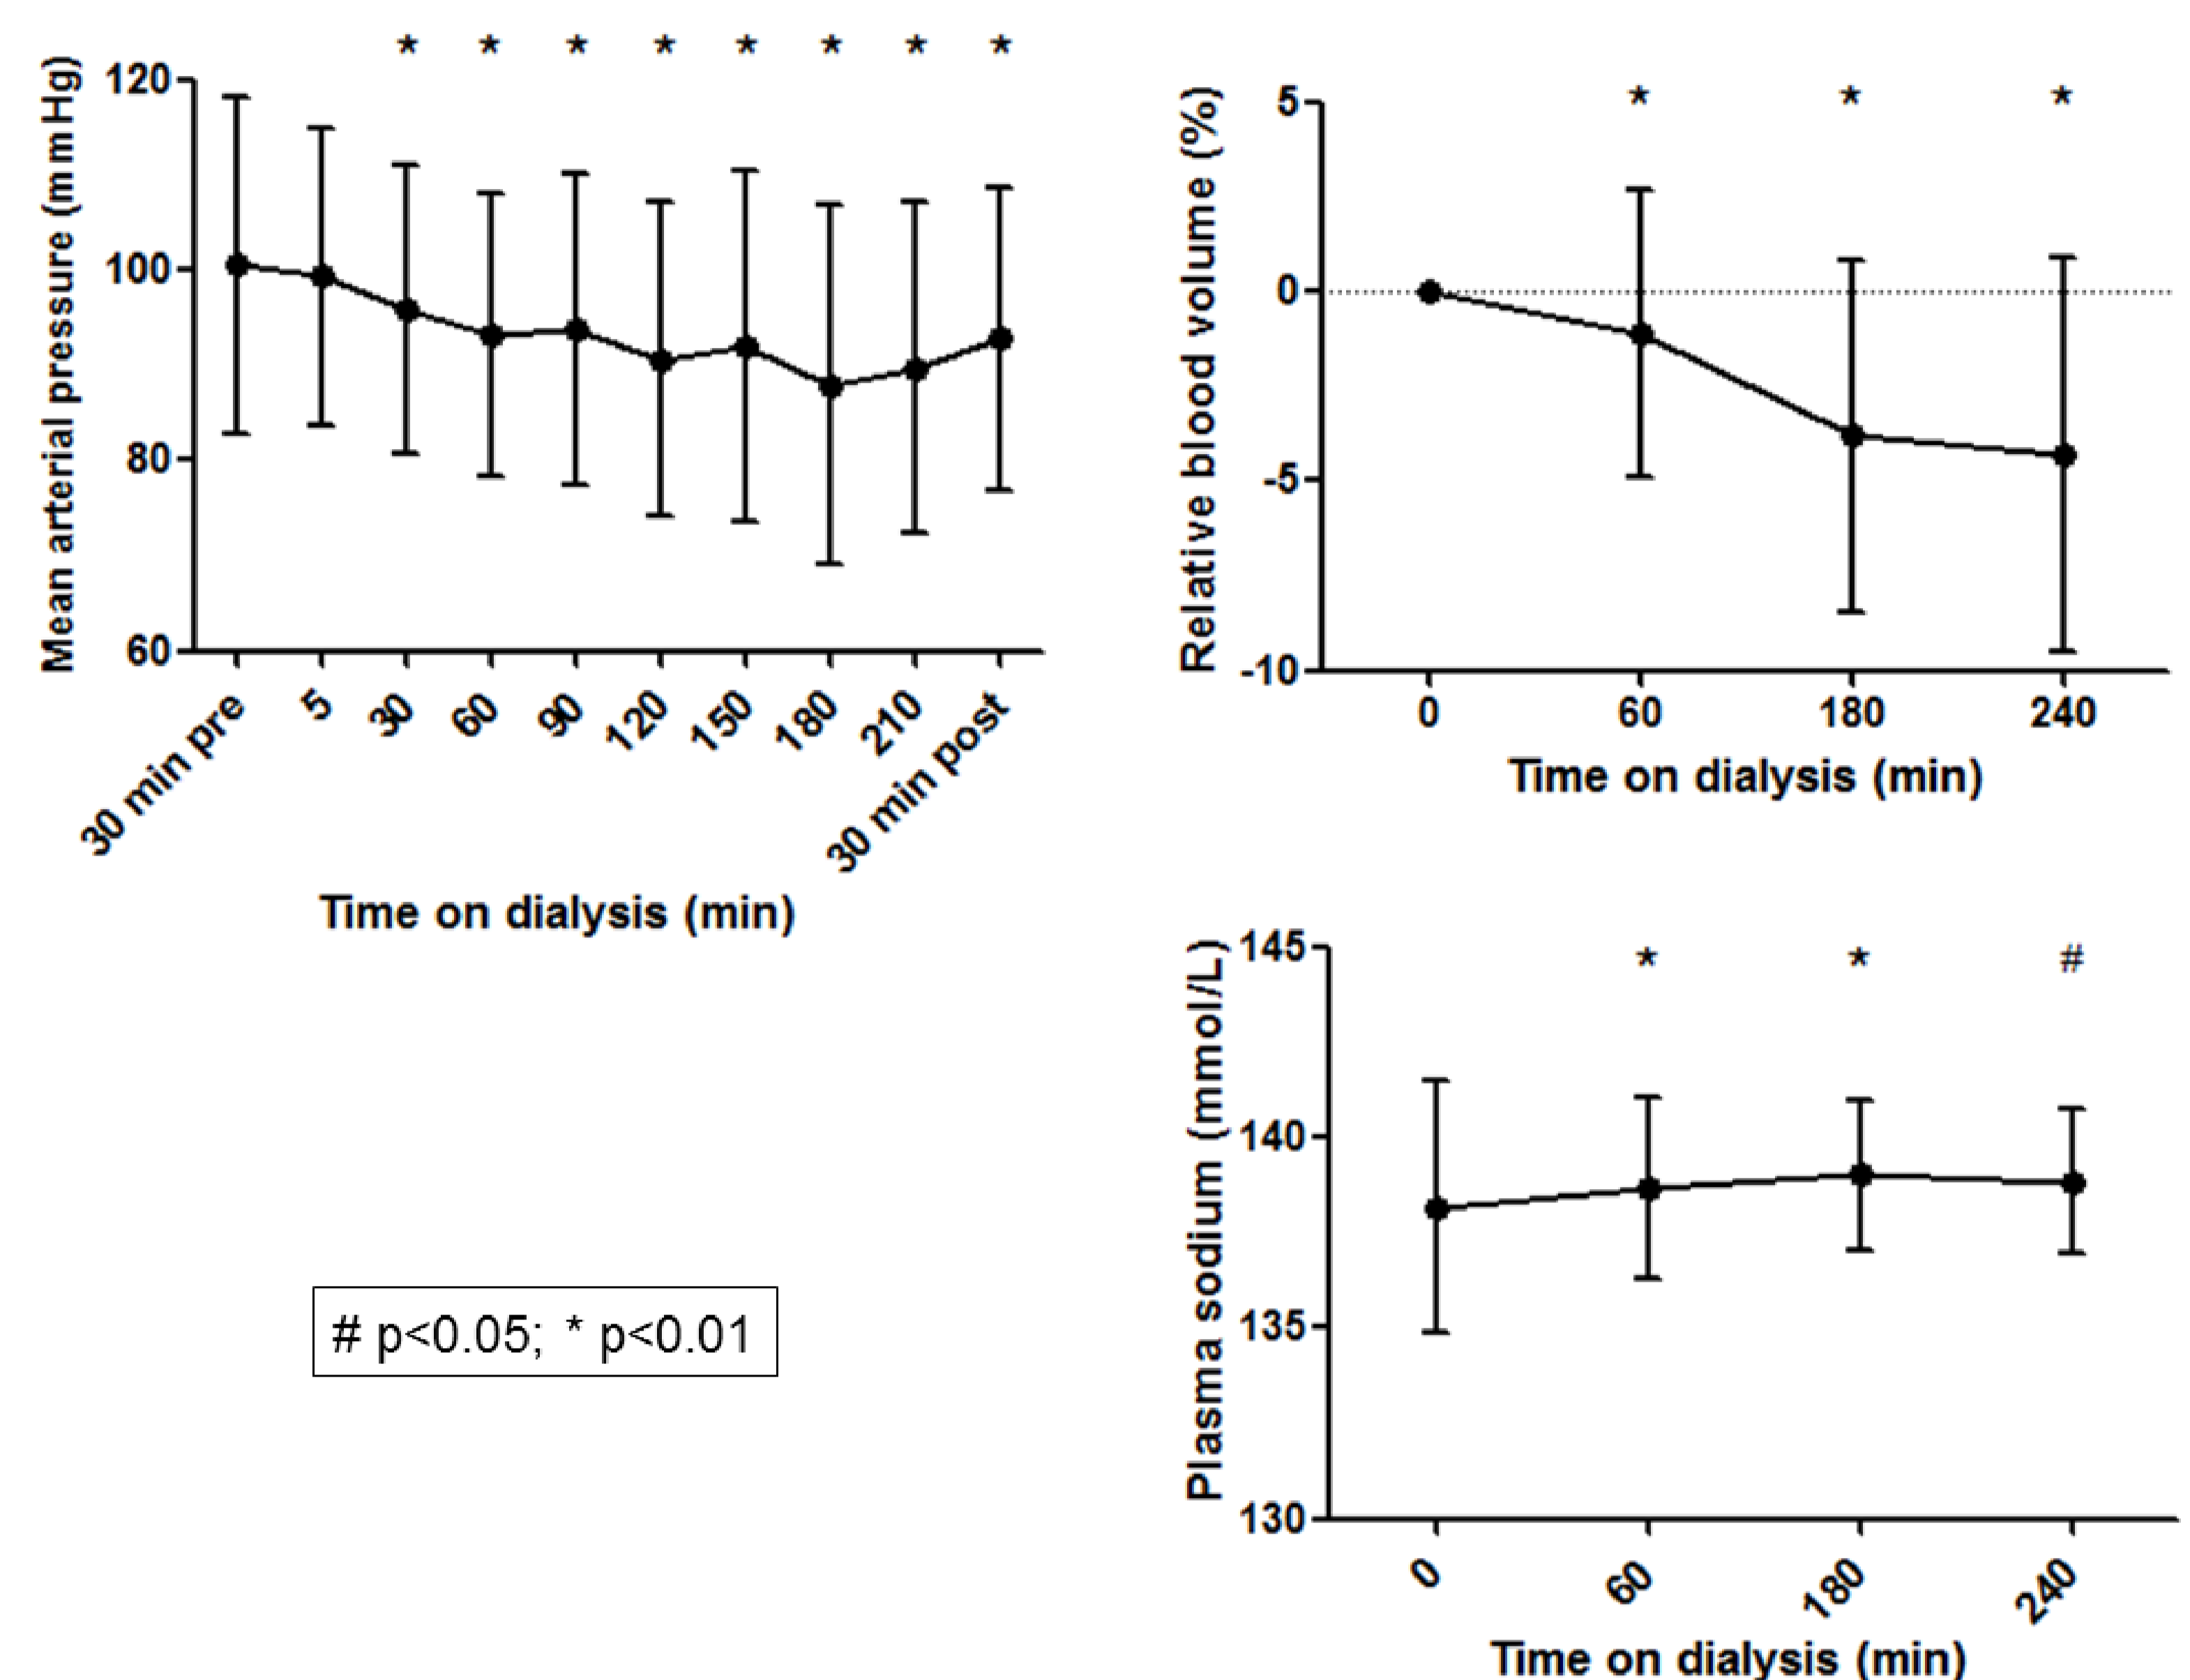 * * * * * * * *
Mean arterial pressure (mmHg)
120
100
80
60
30 min pre
5
30
60
90
120
150
180
210
30 min post
Time on dialysis (min)
* * *
Relative blood volume (%)
5
0
-5
-10
0 60 180 240
Time on dialysis (min)
* * #
Plasma sodium (mmol/L)
145
140
135
130
0
60
180
240
Time on dialysis (min)
# p<0.05; * p<0.01